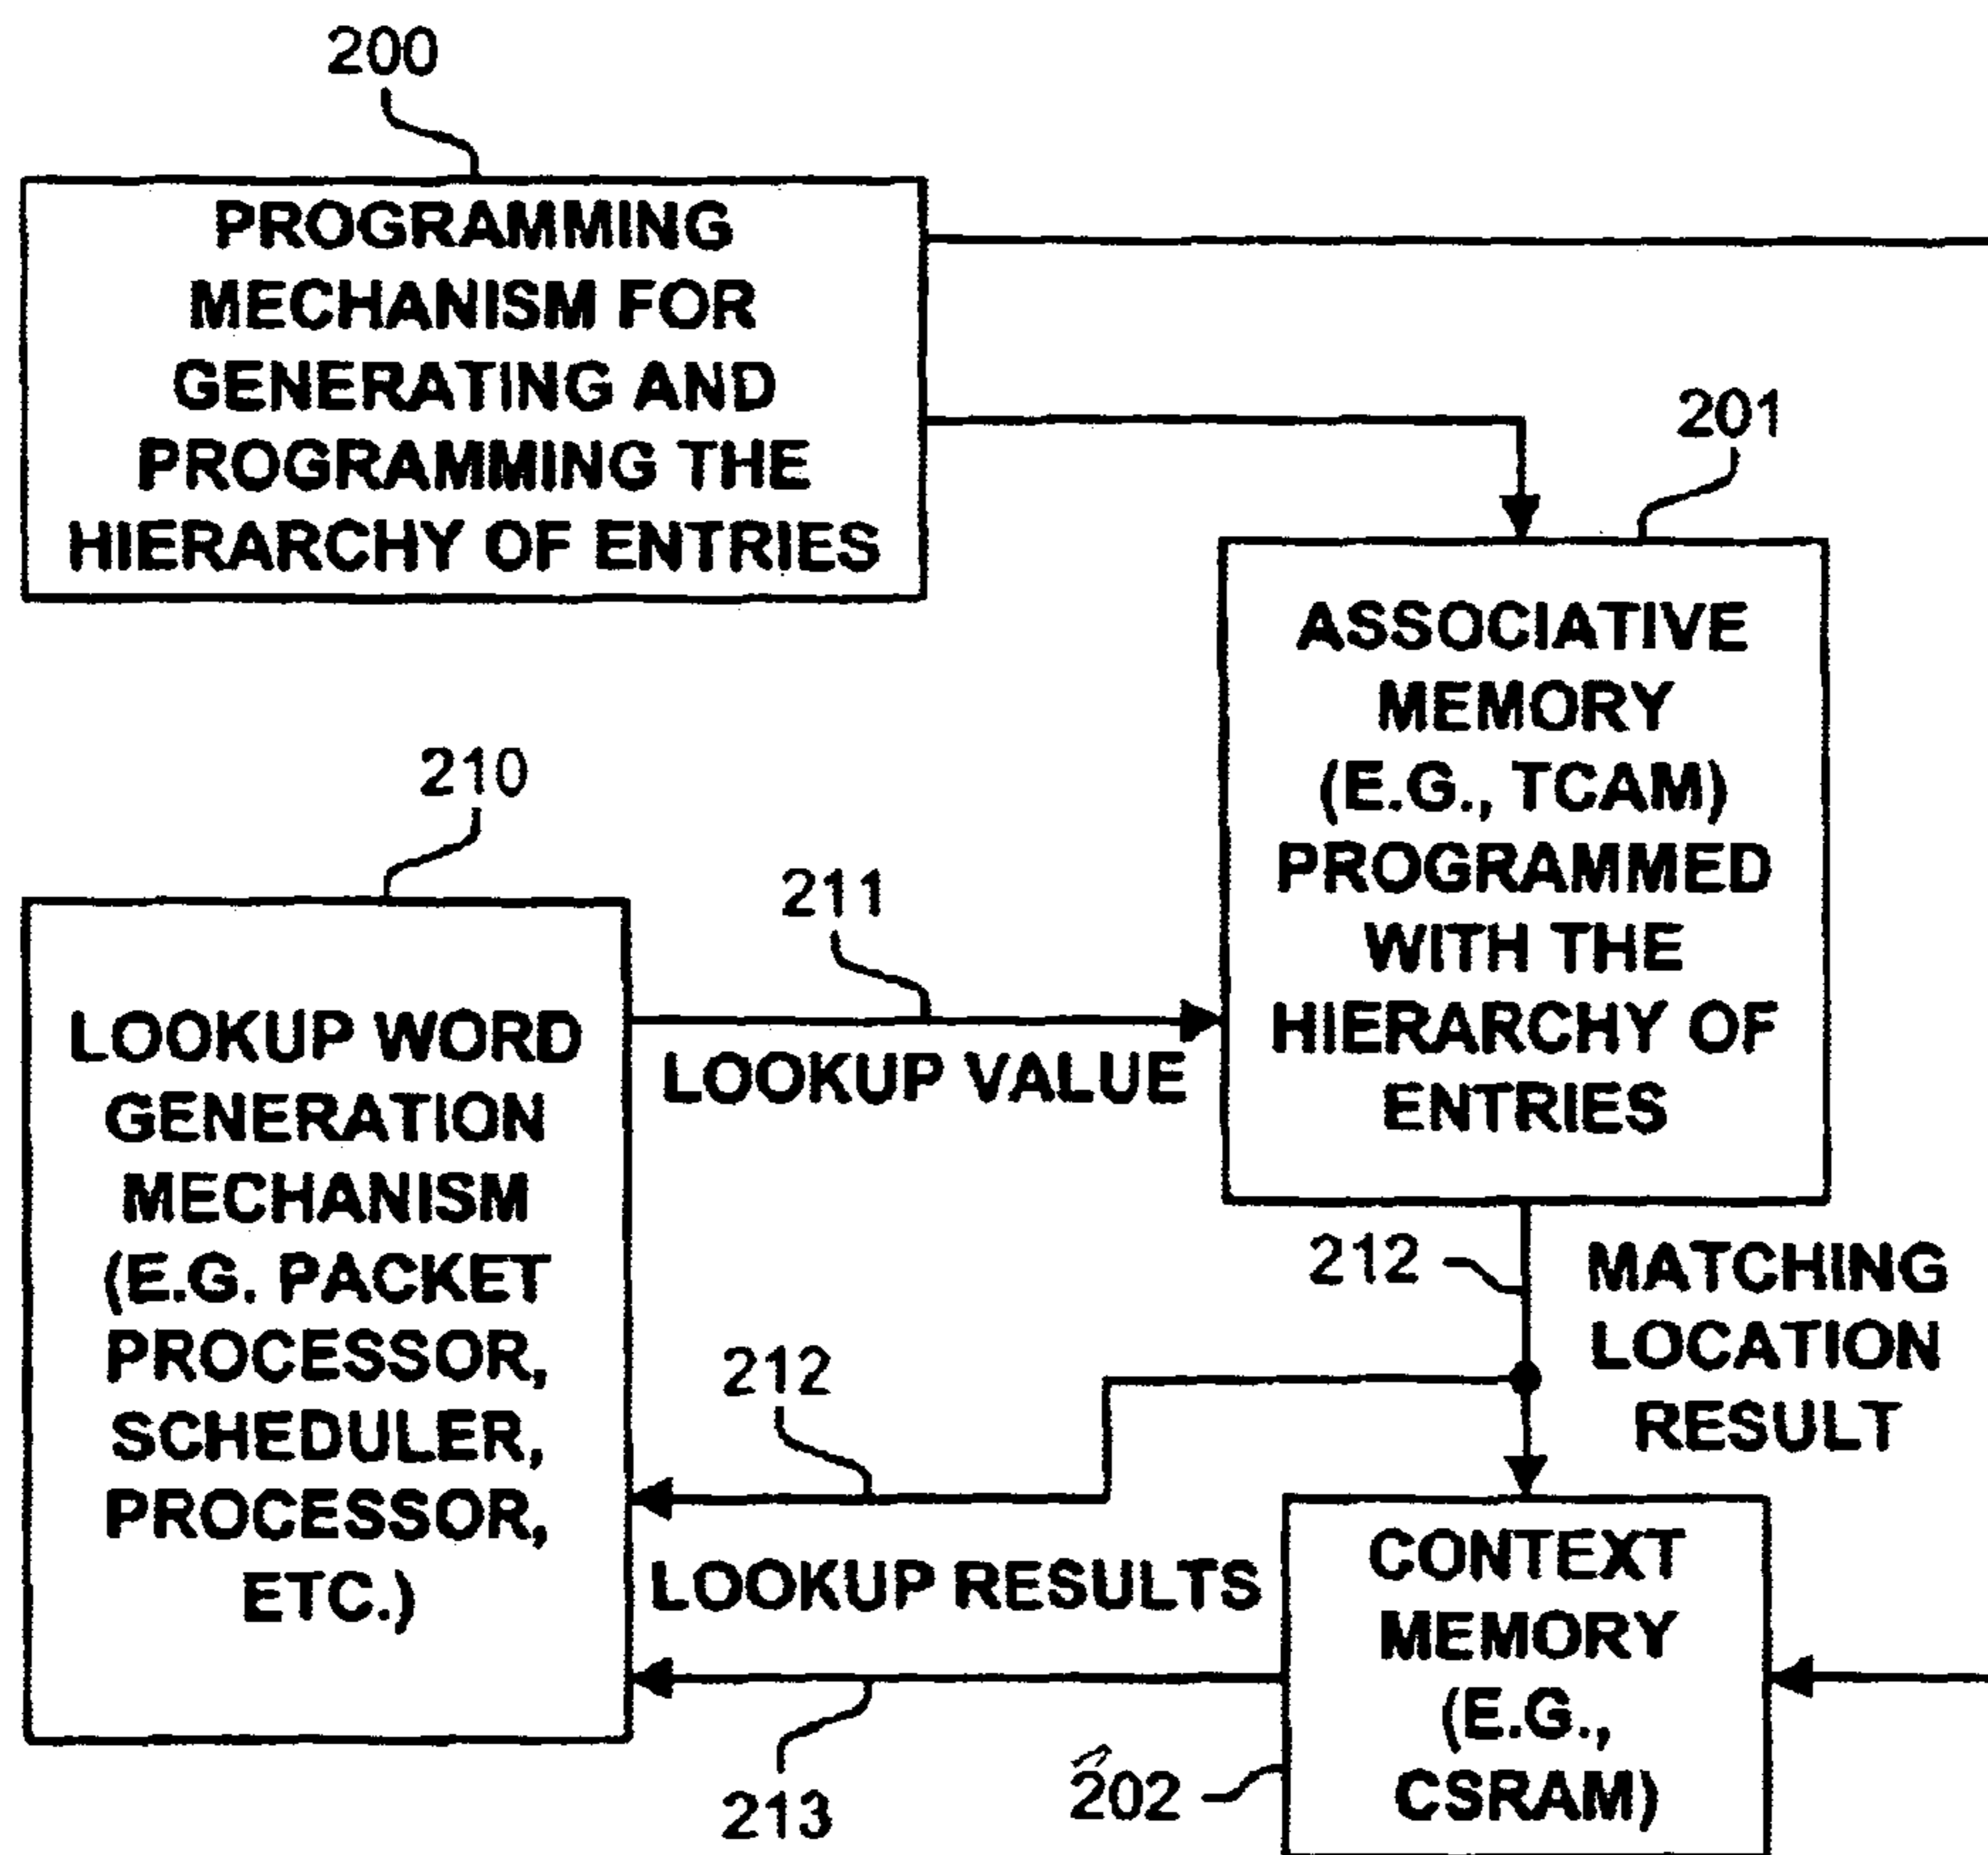 200
PROGRAMMING
MECHANISM FOR
GENERATING AND
PROGRAMMING THE
HIERARCHY OF ENTRIES
201
ASSOCIATIVE
MEMORY
(E.G., TCAM)
PROGRAMMED
WITH THE
HIERARCHY OF
ENTRIES
210
LOOKUP WORD
GENERATION
MECHANISM
(E.G. PACKET
PROCESSOR,
SCHEDULER,
PROCESSOR,
ETC.)
211
LOOKUP VALUE
212
MATCHING
LOCATION
RESULT
212
LOOKUP RESULTS
213
202
CONTEXT
MEMORY
(E.G.,
CSRAM)